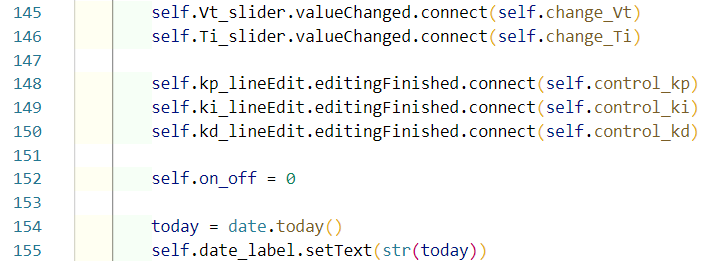 145 self.Vt_slider.valueChanged.connect(self.change_Vt)
146 self.Ti_slider.valueChanged.connect(self.change_Ti)
147
148 self.kp_lineEdit.editingFinished.connect(self.control_kp)
149 self.ki_lineEdit.editingFinished.connect(self.control_ki)
150 self.kd_lineEdit.editingFinished.connect(self.control_kd)
151
152 self.on_off = 0
153
154 today = date.today()
155 self.date_label.setText(str(today))